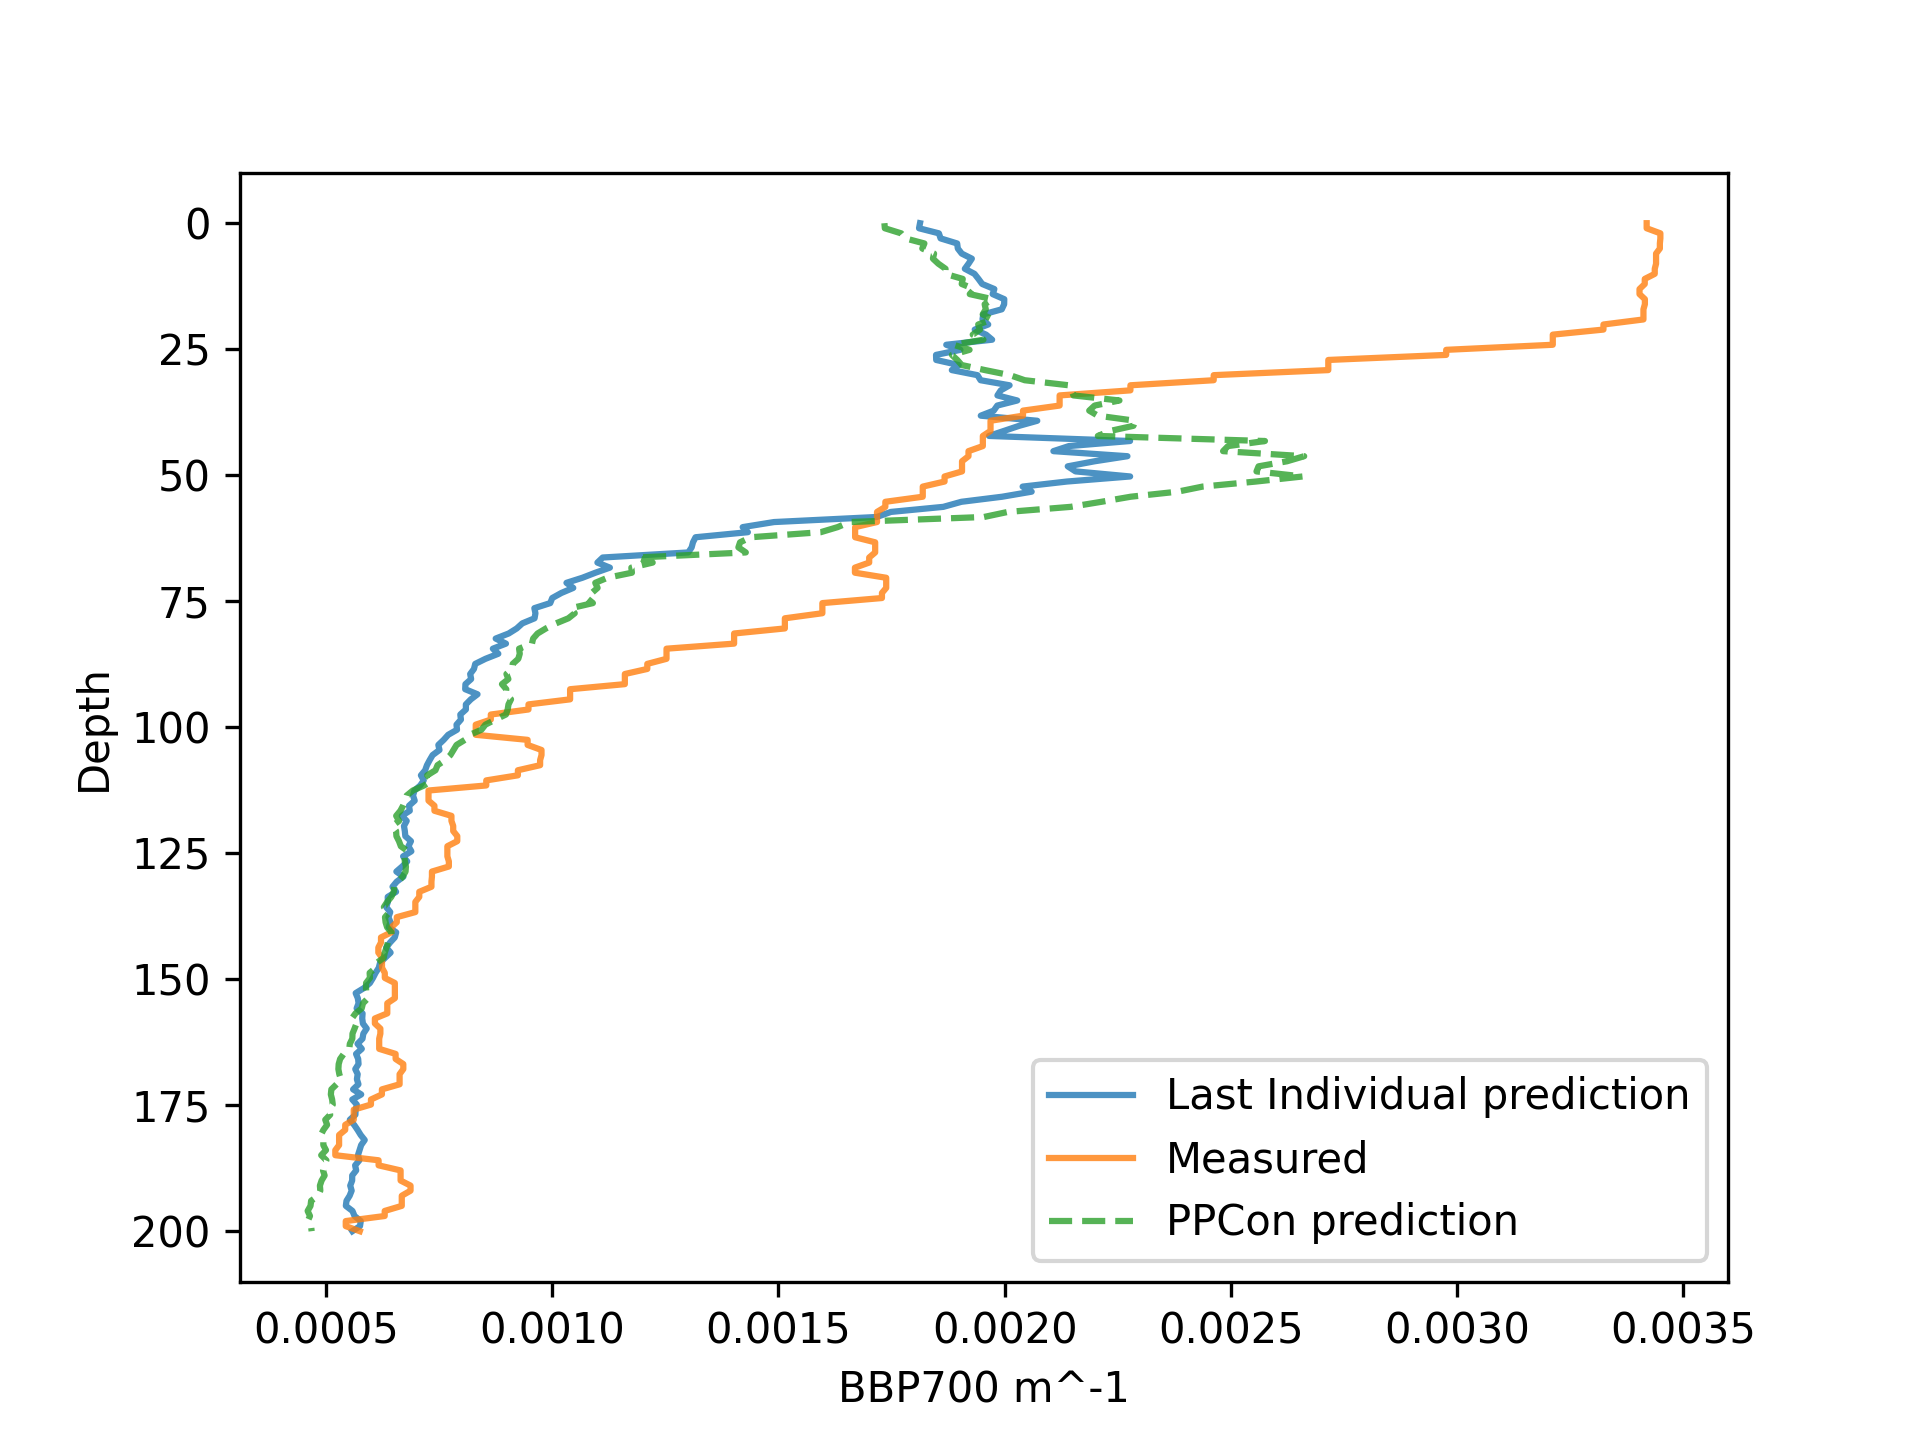 0
25
50
75
100
125
150
175
200
Depth
0.0005 0.0010 0.0015 0.0020 0.0025 0.0030 0.0035
BBP700 m^-1
Last Individual prediction
Measured
PPCon prediction